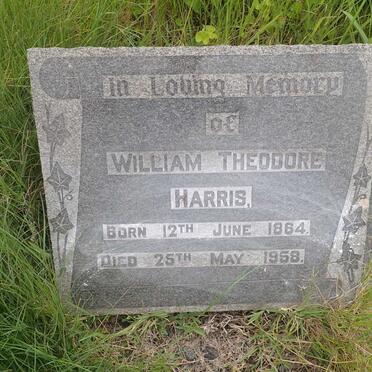 In Loving Memory
of
WILLIAM THEODORE
HARRIS,
BORN 12TH JUNE 1864.
DIED 25TH MAY 1958.